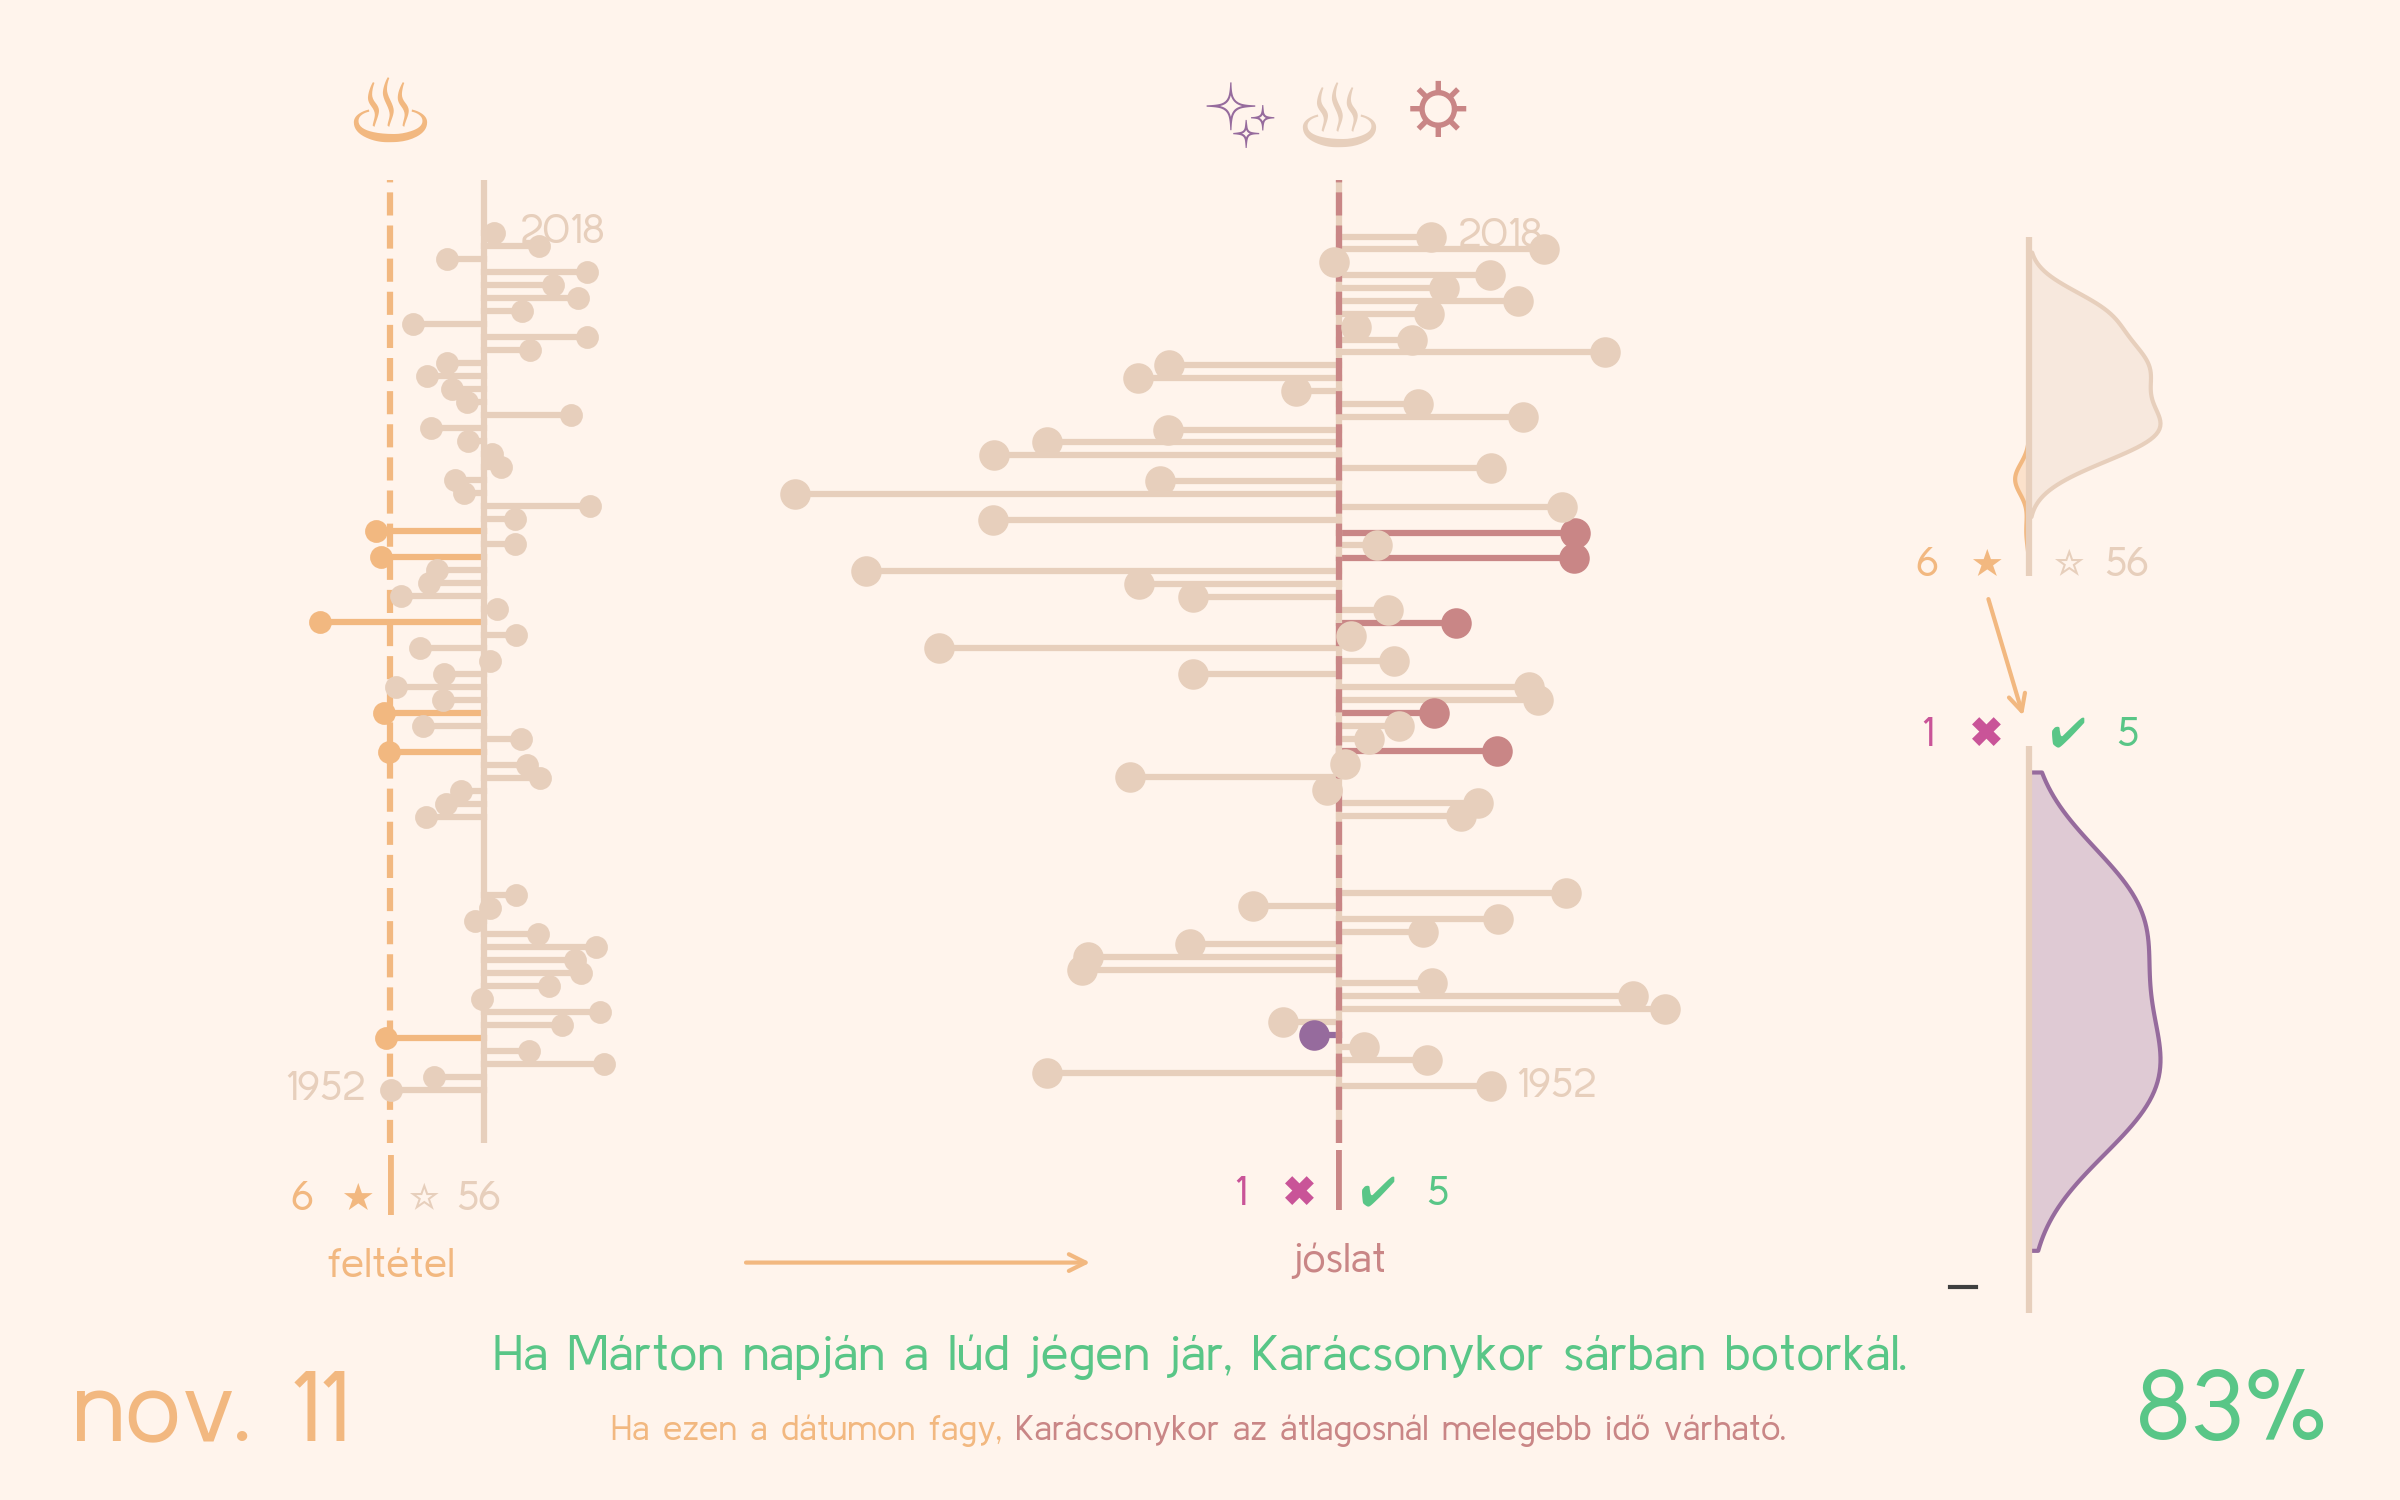 2018
2018
6 ★ ☆ 56
1 ✖ ✔ 5
1952
1952
6 ★ ☆ 56
1 ✖ ✔ 5
feltétel
jóslat
Ha Márton napján a lúd jégen jár, Karácsonykor sárban botorkál.
nov. 11
83%
Ha ezen a dátumon fagy, Karácsonykor az átlagosnál melegebb idő várható.